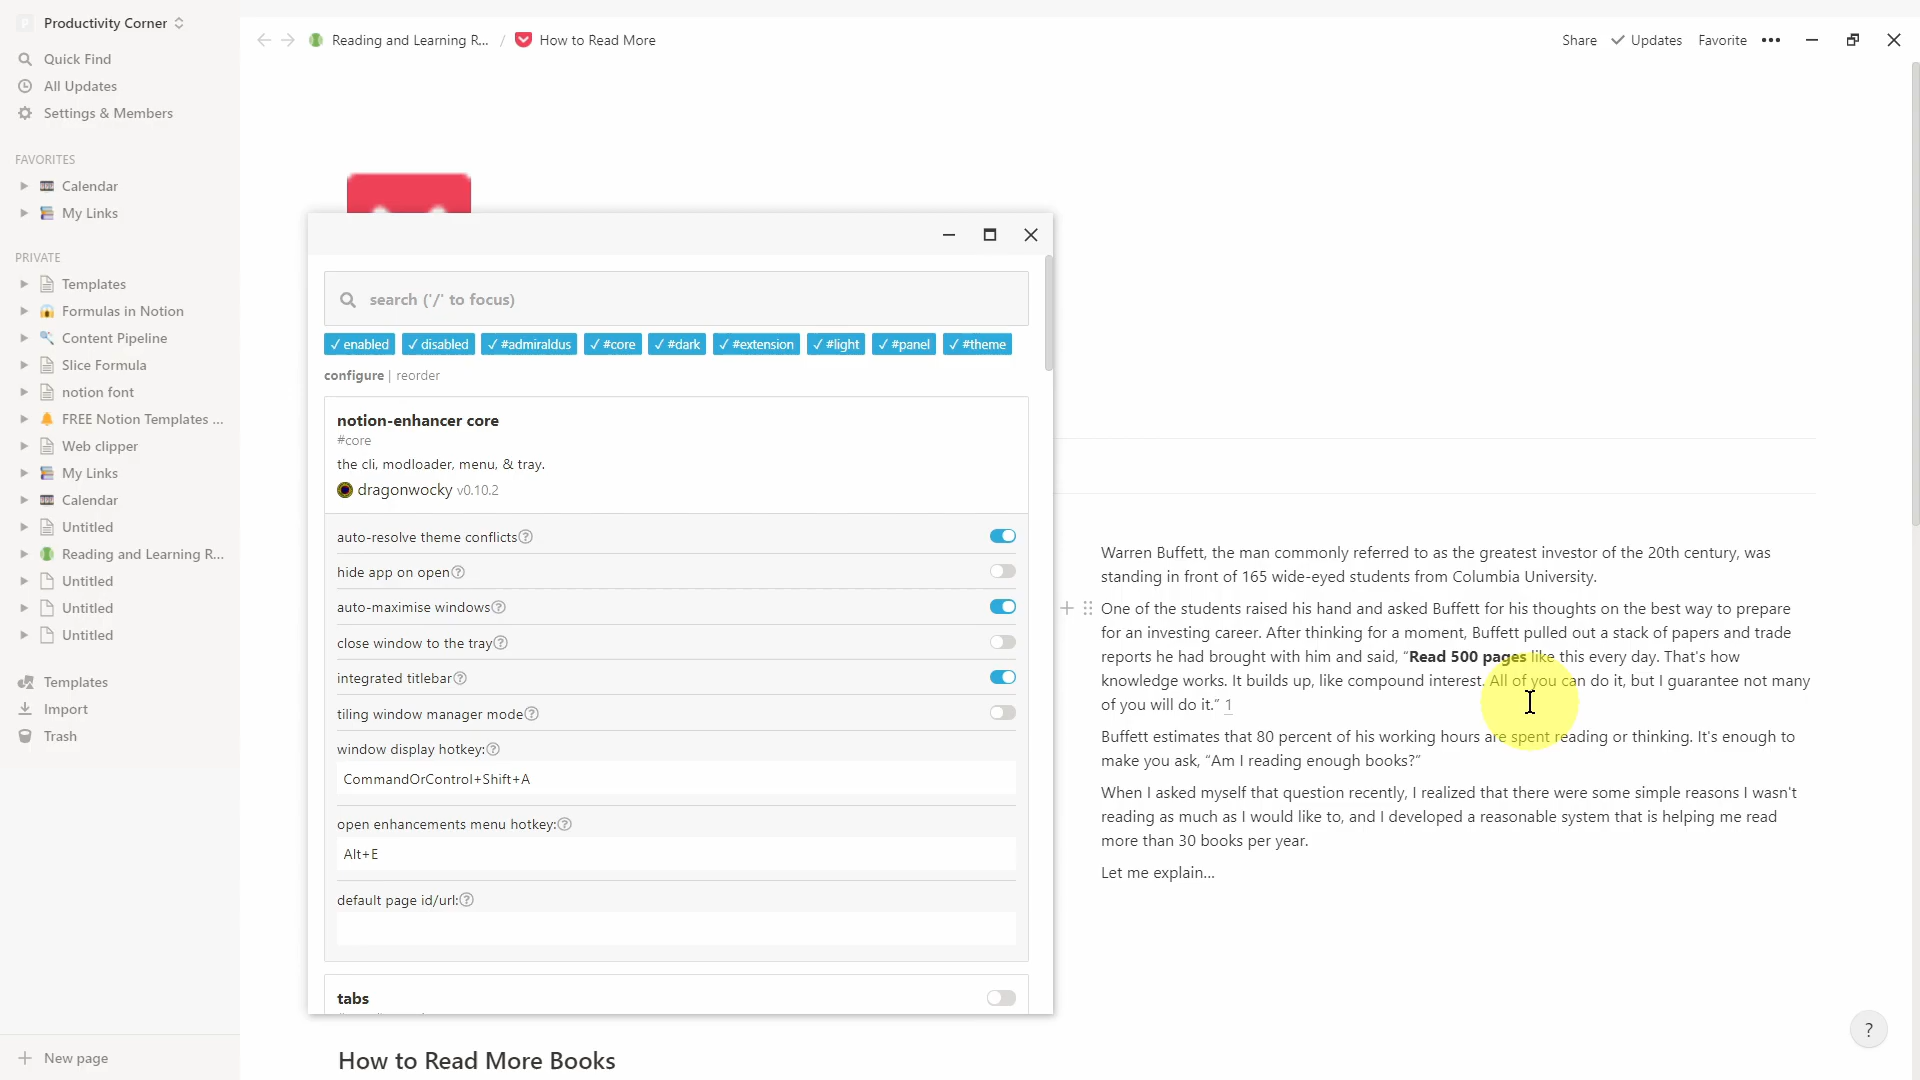 Productivity Corner
Quick Find
All Updates
Settings & Members
FAVORITES
Calendar
My Links
PRIVATE
Templates
Formulas in Notion
Content Pipeline
Slice Formula
notion font
FREE Notion Templates ...
Web clipper
My Links
Calendar
Untitled
Reading and Learning R...
Untitled
Untitled
Untitled
Templates
Import
Trash
New page
Reading and Learning R... / How to Read More
Share Updates Favorite
search ('/' to focus)
✓ enabled ✓ disabled ✓ #admiraldus ✓ #core ✓ #dark ✓ #extension ✓ #light ✓ #panel ✓ #theme
configure | reorder
notion-enhancer core
#core
the cli, modloader, menu, & tray.
dragonwocky v0.10.2
auto-resolve theme conflicts
hide app on open
auto-maximise windows
close window to the tray
integrated titlebar
tiling window manager mode
window display hotkey:
CommandOrControl+Shift+A
open enhancements menu hotkey:
Alt+E
default page id/url:
tabs
Warren Buffett, the man commonly referred to as the greatest investor of the 20th century, was
standing in front of 165 wide-eyed students from Columbia University.
One of the students raised his hand and asked Buffett for his thoughts on the best way to prepare
for an investing career. After thinking for a moment, Buffett pulled out a stack of papers and trade
reports he had brought with him and said, “Read 500 pages like this every day. That's how
knowledge works. It builds up, like compound interest. All of you can do it, but I guarantee not many
of you will do it.” 1
Buffett estimates that 80 percent of his working hours are spent reading or thinking. It's enough to
make you ask, “Am I reading enough books?”
When I asked myself that question recently, I realized that there were some simple reasons I wasn't
reading as much as I would like to, and I developed a reasonable system that is helping me read
more than 30 books per year.
Let me explain...
How to Read More Books
?